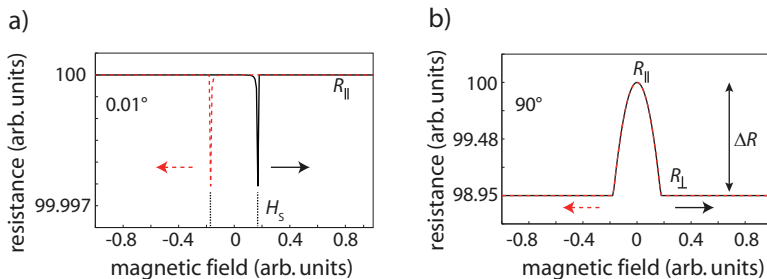 a)
resistance (arb. units)
100
99.997
0.01°
R∥
Hs
-0.8
-0.4
0
0.4
0.8
magnetic field (arb. units)
b)
resistance (arb. units)
100
99.48
98.95
90°
R∥
ΔR
R⊥
-0.8
-0.4
0
0.4
0.8
magnetic field (arb. units)